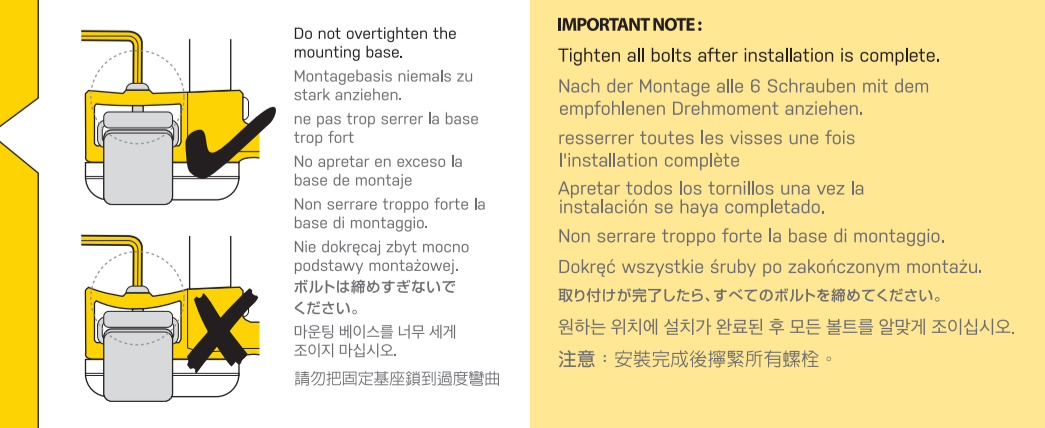 Do not overtighten the
mounting base.
Montagebasis niemals zu
stark anziehen.
ne pas trop serrer la base
trop fort
No apretar en exceso la
base de montaje
Non serrare troppo forte la
base di montaggio.
Nie dokręcaj zbyt mocno
podstawy montażowej.
ボルトは締めすぎないで
ください。
마운팅 베이스를 너무 세게
조이지 마십시오.
請勿把固定基座鎖到過度彎曲
IMPORTANT NOTE:
Tighten all bolts after installation is complete.
Nach der Montage alle 6 Schrauben mit dem
empfohlenen Drehmoment anziehen.
resserrer toutes les visses une fois
l'installation complète
Apretar todos los tornillos una vez la
instalación se haya completado.
Non serrare troppo forte la base di montaggio.
Dokręć wszystkie śruby po zakończonym montażu.
取り付けが完了したら、すべてのボルトを締めてください。
원하는 위치에 설치가 완료된 후 모든 볼트를 알맞게 조이십시오.
注意：安裝完成後擰緊所有螺栓。